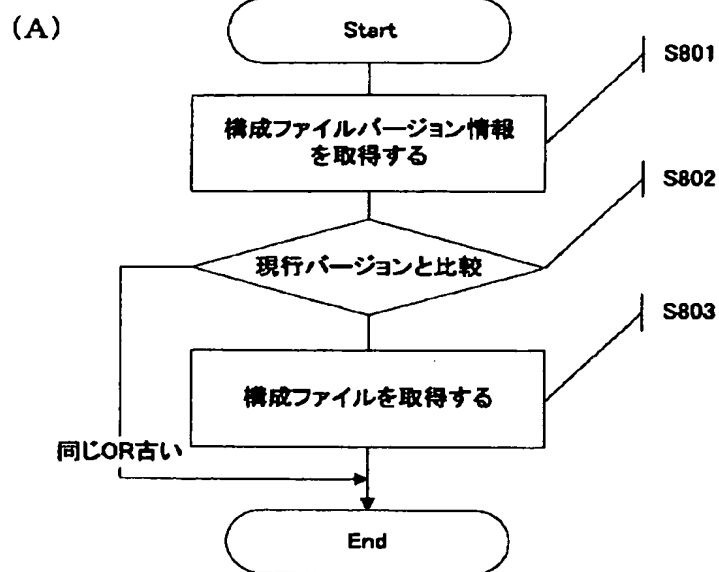 (A)
Start
S801
構成ファイルバージョン情報
を取得する
S802
現行バージョンと比較
S803
構成ファイルを取得する
同じOR古い
End